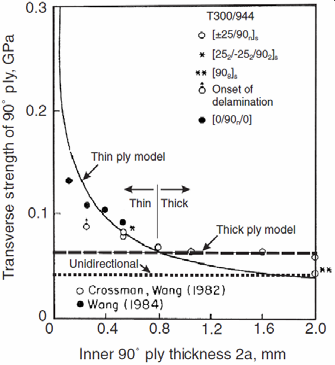 T300/944
[±25/90ₙ]ₛ
* [25₂/-25₂/90₂]ₛ
** [90₈]ₛ
Onset of
delamination
[0/90ₙ/0]
Thin ply model
Thin
Thick
Thick ply model
Unidirectional
**
Crossman, Wang (1982)
Wang (1984)
Transverse strength of 90° ply, GPa
0.3
0.2
0.1
0
0
0.4
0.8
1.2
1.6
2.0
Inner 90° ply thickness 2a, mm